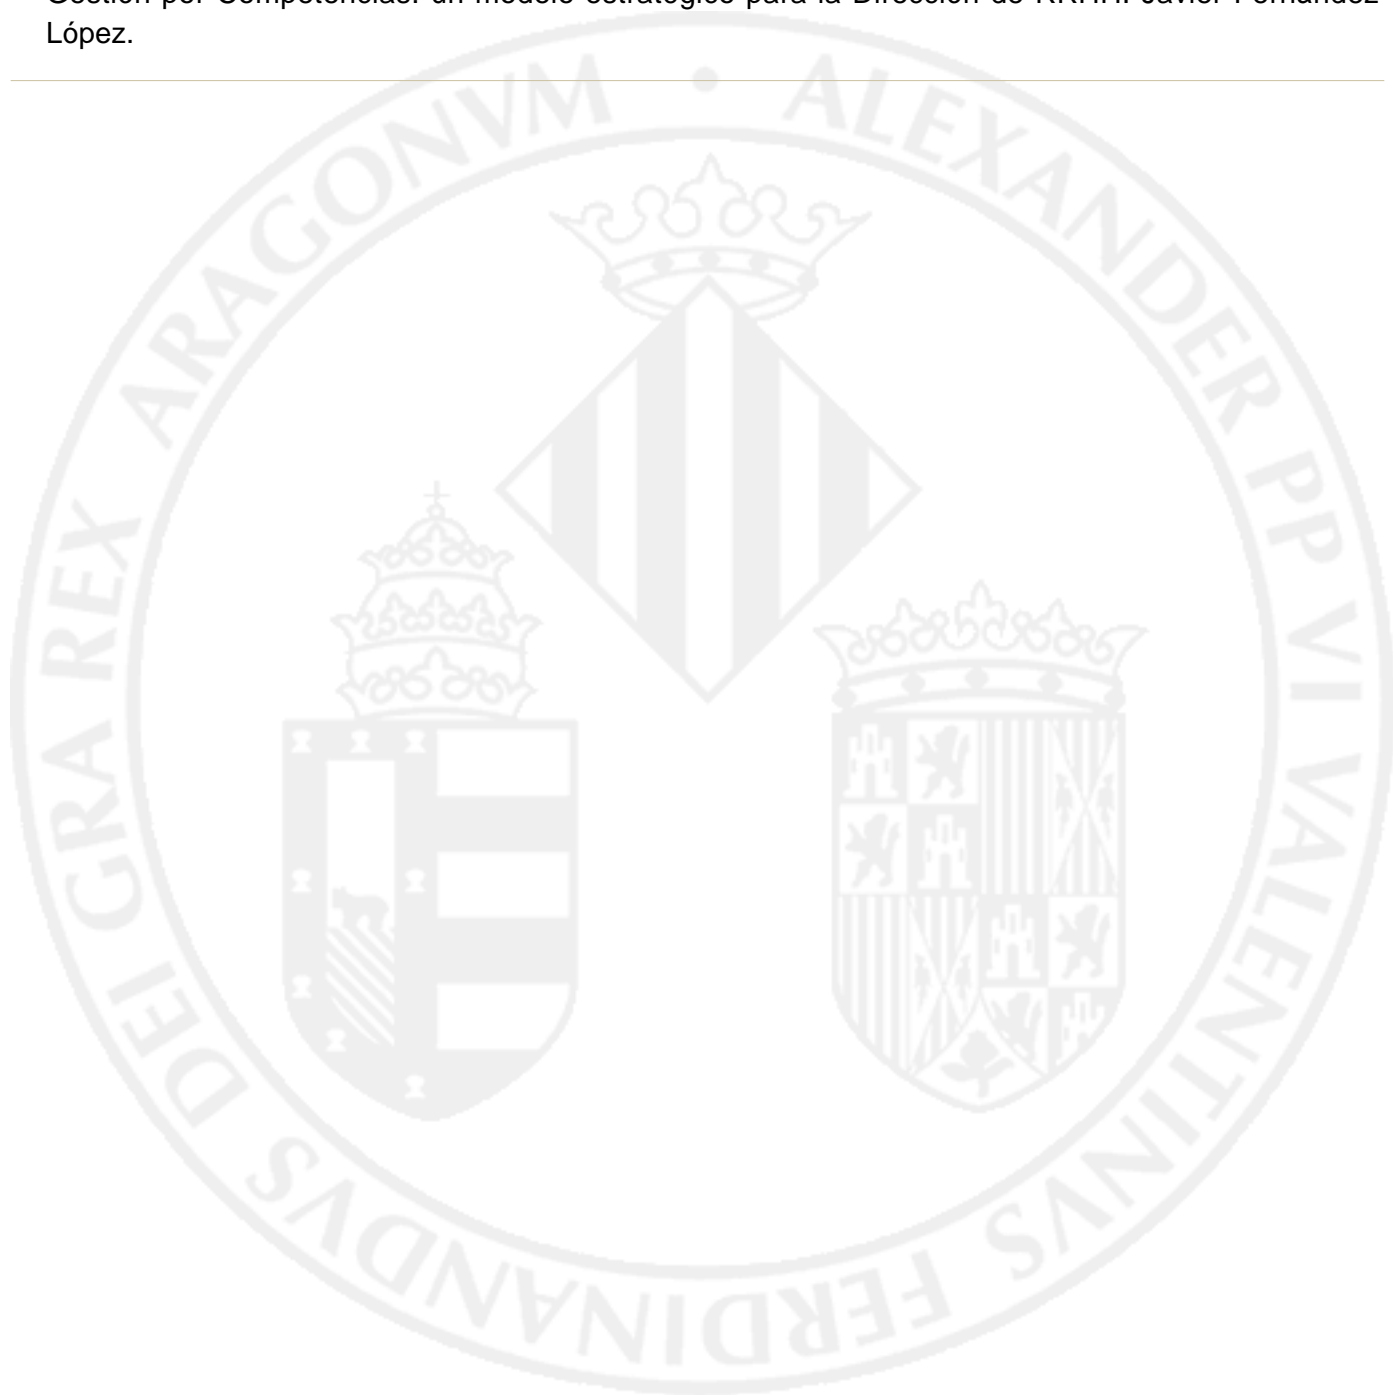 Gestión por Competencias: un modelo estratégico para la Dirección de RRHH. Javier Fernández
López.
• ALEXANDER PP VI VALENTINVS FERDINANDVS DEI GRA REX ARAGONVM